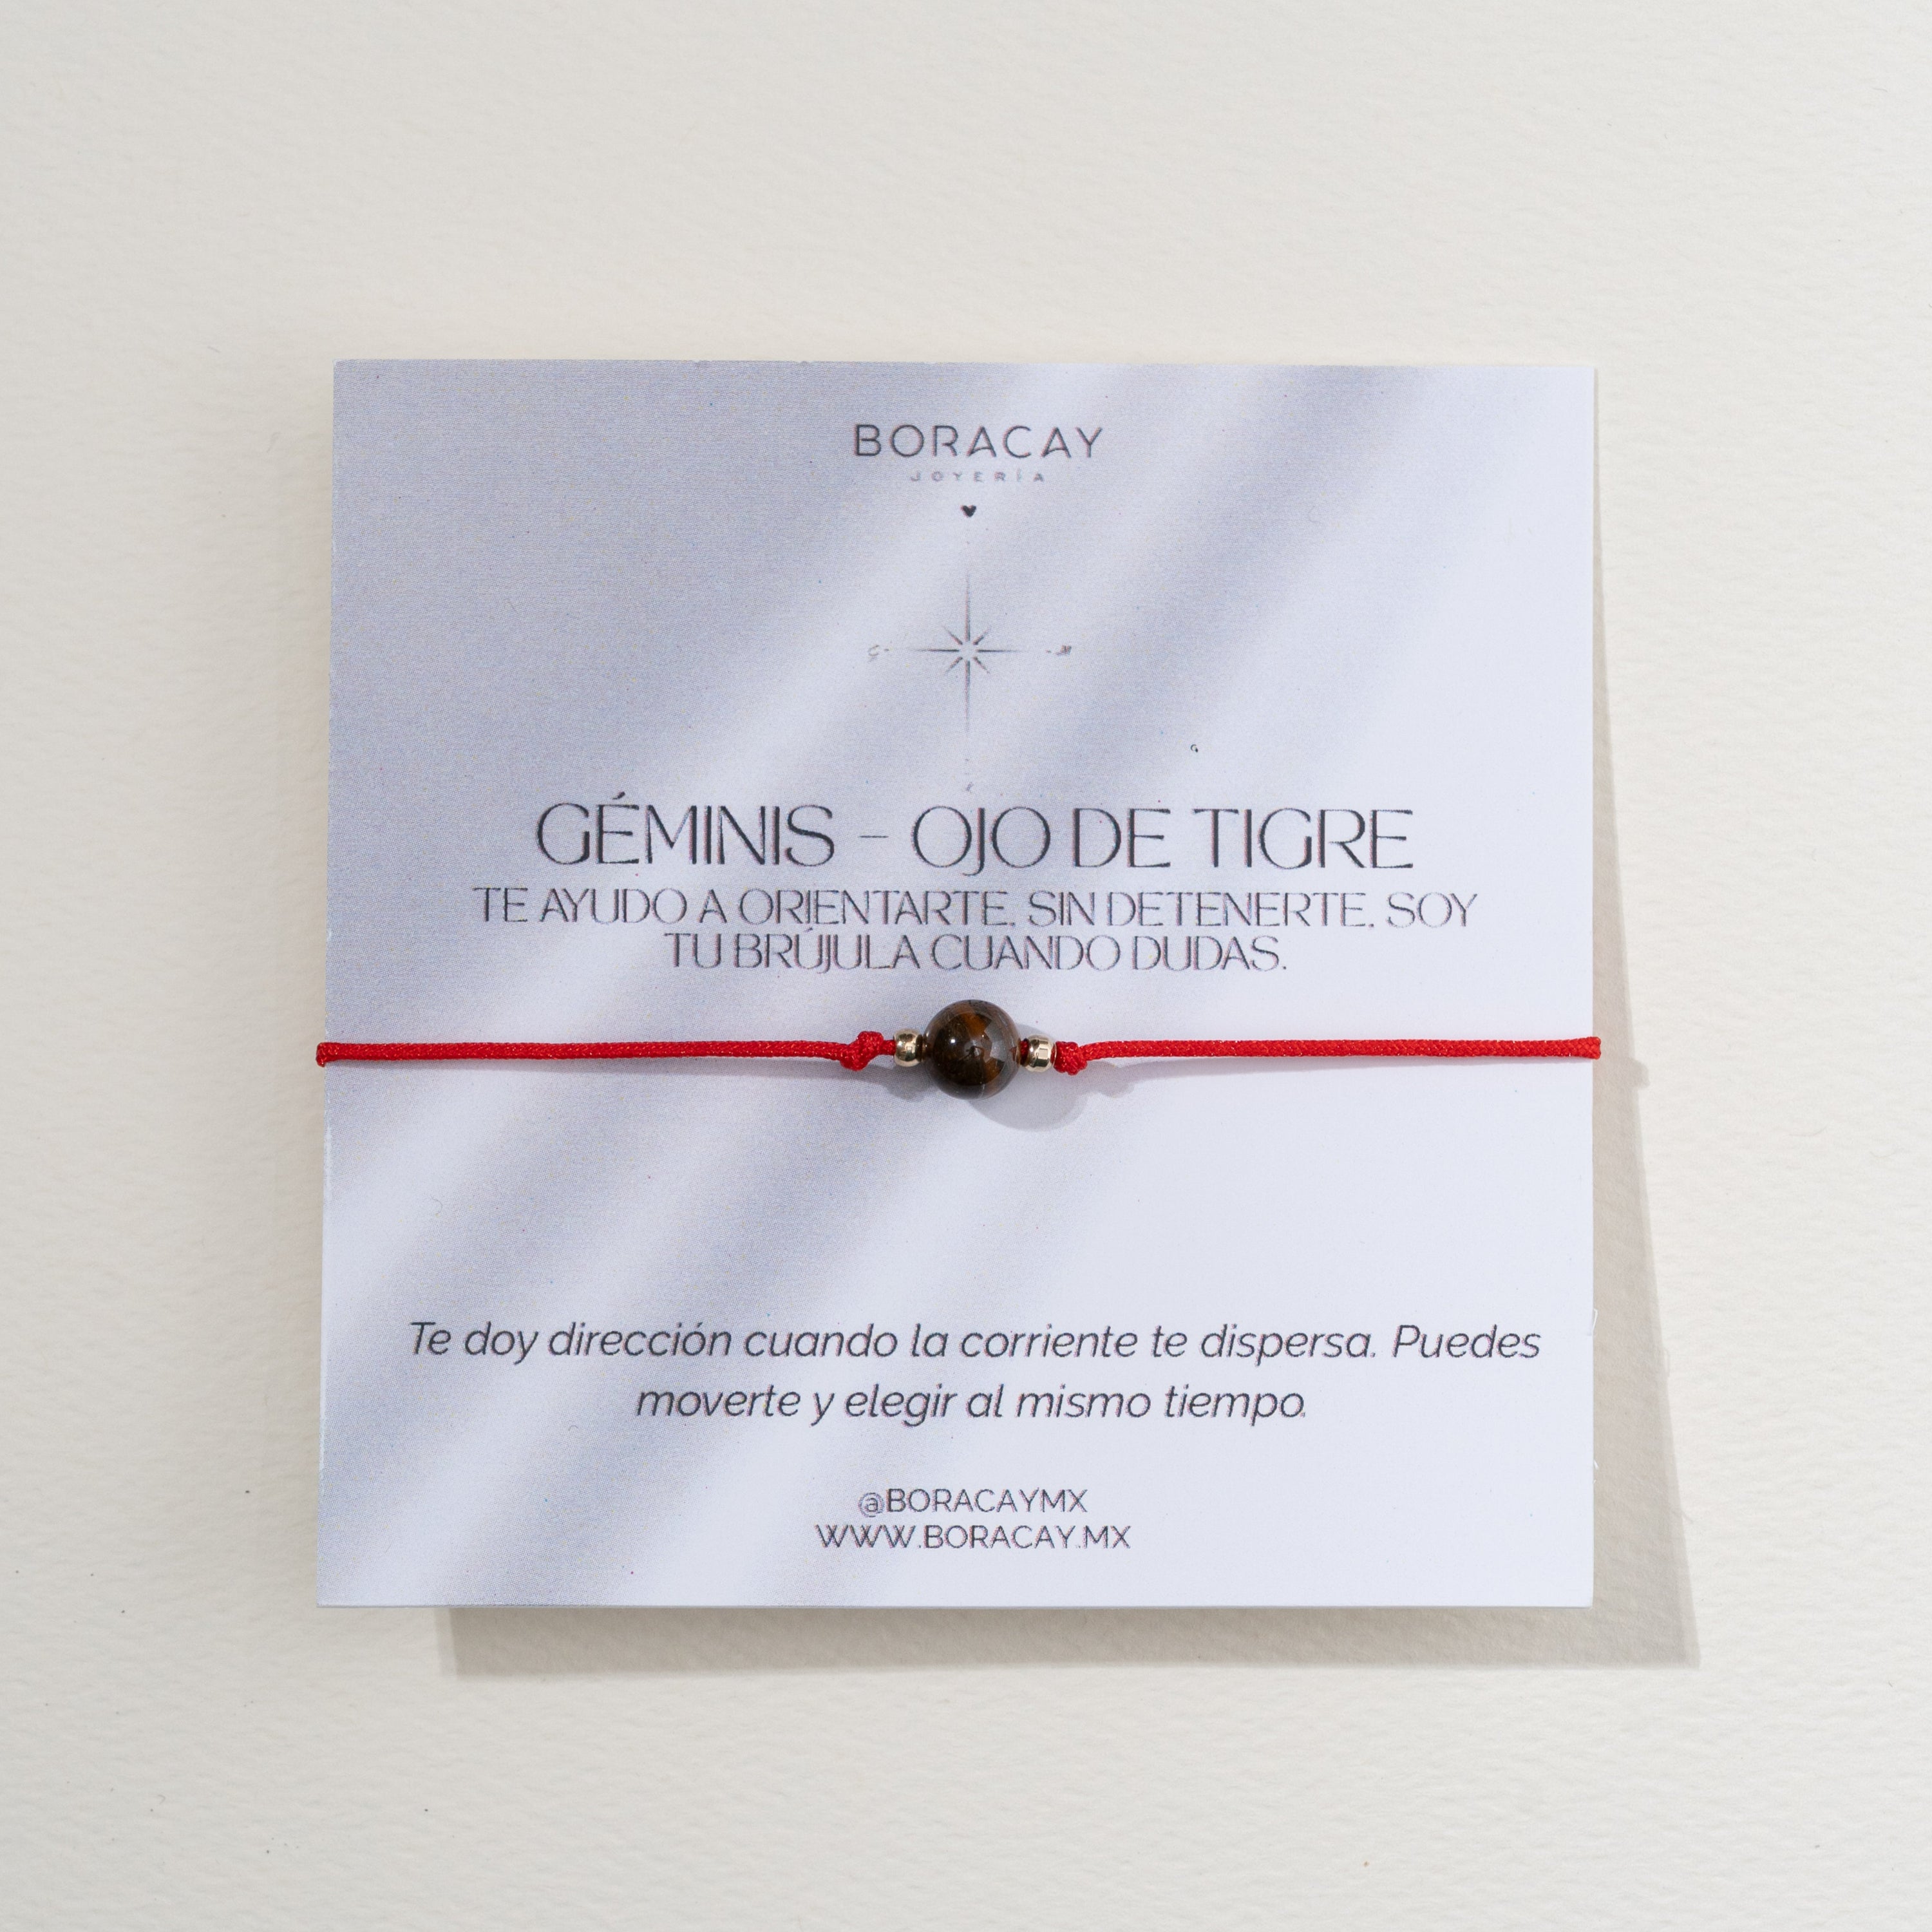 BORACAY
JOYERÍA
GÉMINIS – OJO DE TIGRE
TE AYUDO A ORIENTARTE, SIN DETENERTE. SOY
TU BRÚJULA CUANDO DUDAS.
Te doy dirección cuando la corriente te dispersa. Puedes
moverte y elegir al mismo tiempo.
@BORACAYMX
WWW.BORACAY.MX